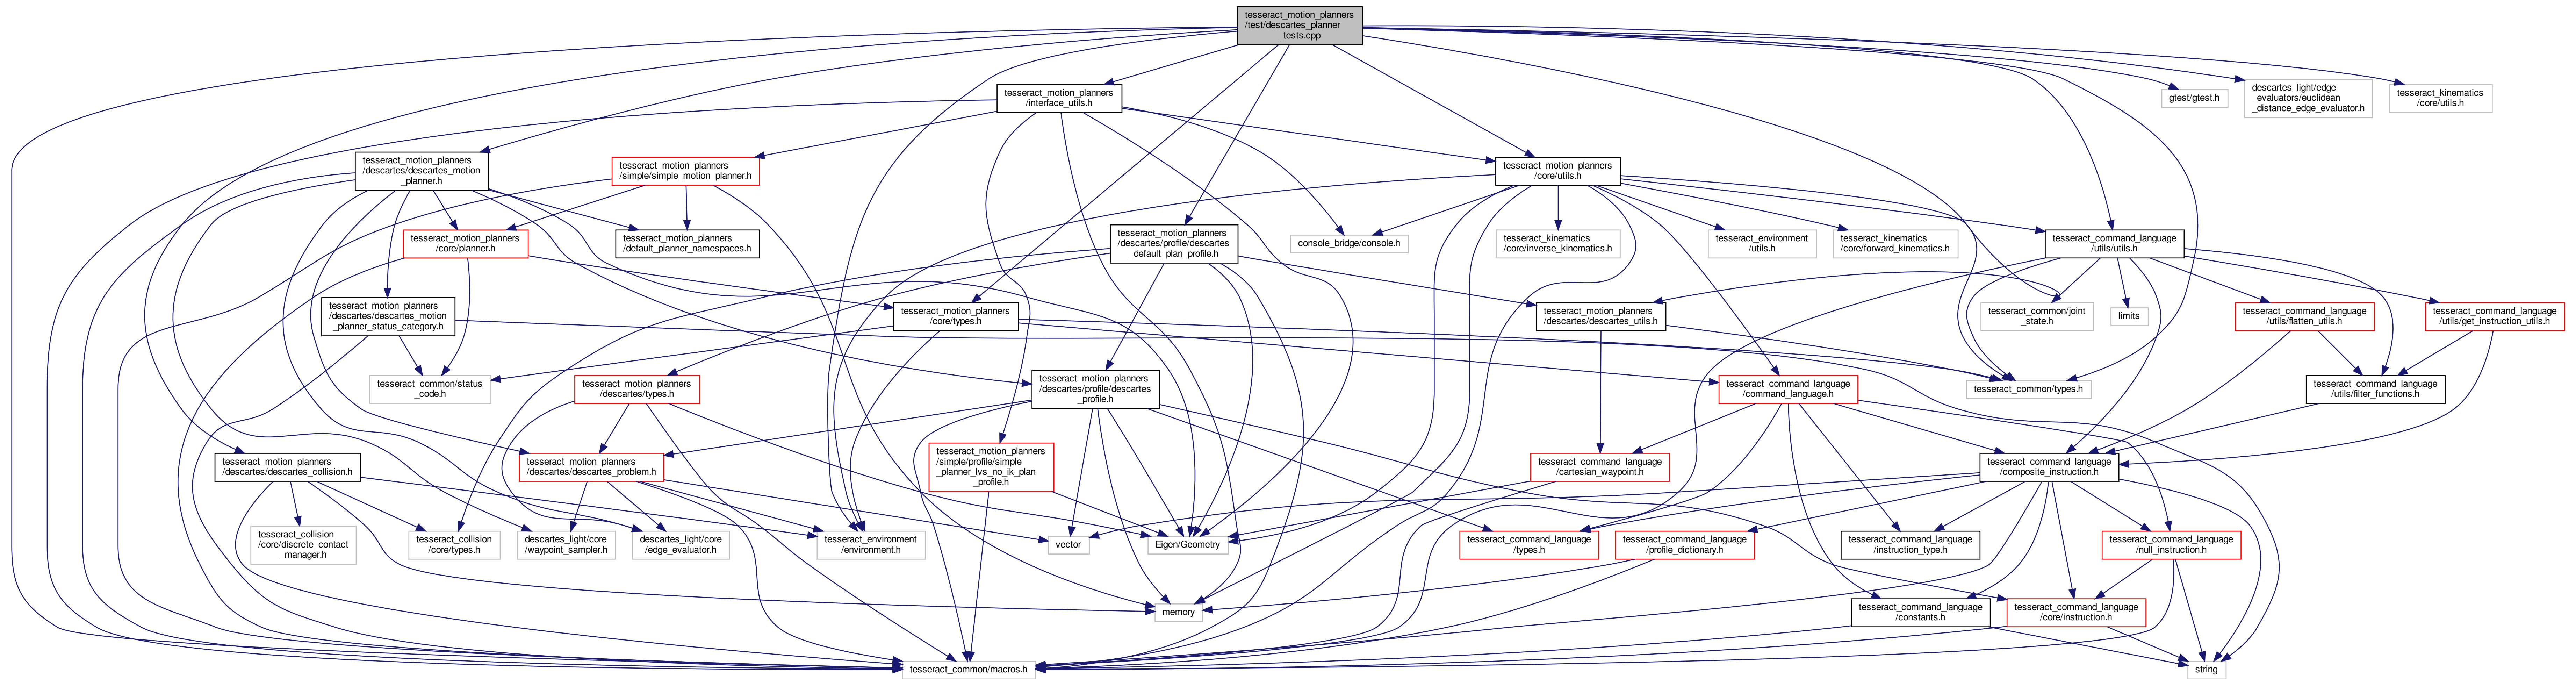 tesseract_motion_planners
/test/descartes_planner
_tests.cpp
tesseract_motion_planners
/interface_utils.h
gtest/gtest.h
descartes_light/edge
_evaluators/euclidean
_distance_edge_evaluator.h
tesseract_kinematics
/core/utils.h
tesseract_motion_planners
/descartes/descartes_motion
_planner.h
tesseract_motion_planners
/simple/simple_motion_planner.h
tesseract_motion_planners
/core/utils.h
tesseract_motion_planners
/core/planner.h
tesseract_motion_planners
/default_planner_namespaces.h
tesseract_motion_planners
/descartes/profile/descartes
_default_plan_profile.h
console_bridge/console.h
tesseract_kinematics
/core/inverse_kinematics.h
tesseract_environment
/utils.h
tesseract_kinematics
/core/forward_kinematics.h
tesseract_command_language
/utils/utils.h
tesseract_motion_planners
/descartes/descartes_motion
_planner_status_category.h
tesseract_motion_planners
/core/types.h
tesseract_motion_planners
/descartes/descartes_utils.h
tesseract_common/joint
_state.h
limits
tesseract_command_language
/utils/flatten_utils.h
tesseract_command_language
/utils/get_instruction_utils.h
tesseract_common/status
_code.h
tesseract_motion_planners
/descartes/types.h
tesseract_motion_planners
/descartes/profile/descartes
_profile.h
tesseract_command_language
/command_language.h
tesseract_common/types.h
tesseract_command_language
/utils/filter_functions.h
tesseract_motion_planners
/descartes/descartes_collision.h
tesseract_motion_planners
/descartes/descartes_problem.h
tesseract_motion_planners
/simple/profile/simple
_planner_lvs_no_ik_plan
_profile.h
tesseract_command_language
/cartesian_waypoint.h
tesseract_command_language
/composite_instruction.h
tesseract_collision
/core/discrete_contact
_manager.h
tesseract_collision
/core/types.h
descartes_light/core
/waypoint_sampler.h
descartes_light/core
/edge_evaluator.h
tesseract_environment
/environment.h
vector
Eigen/Geometry
tesseract_command_language
/types.h
tesseract_command_language
/profile_dictionary.h
tesseract_command_language
/instruction_type.h
tesseract_command_language
/null_instruction.h
memory
tesseract_command_language
/constants.h
tesseract_command_language
/core/instruction.h
tesseract_common/macros.h
string